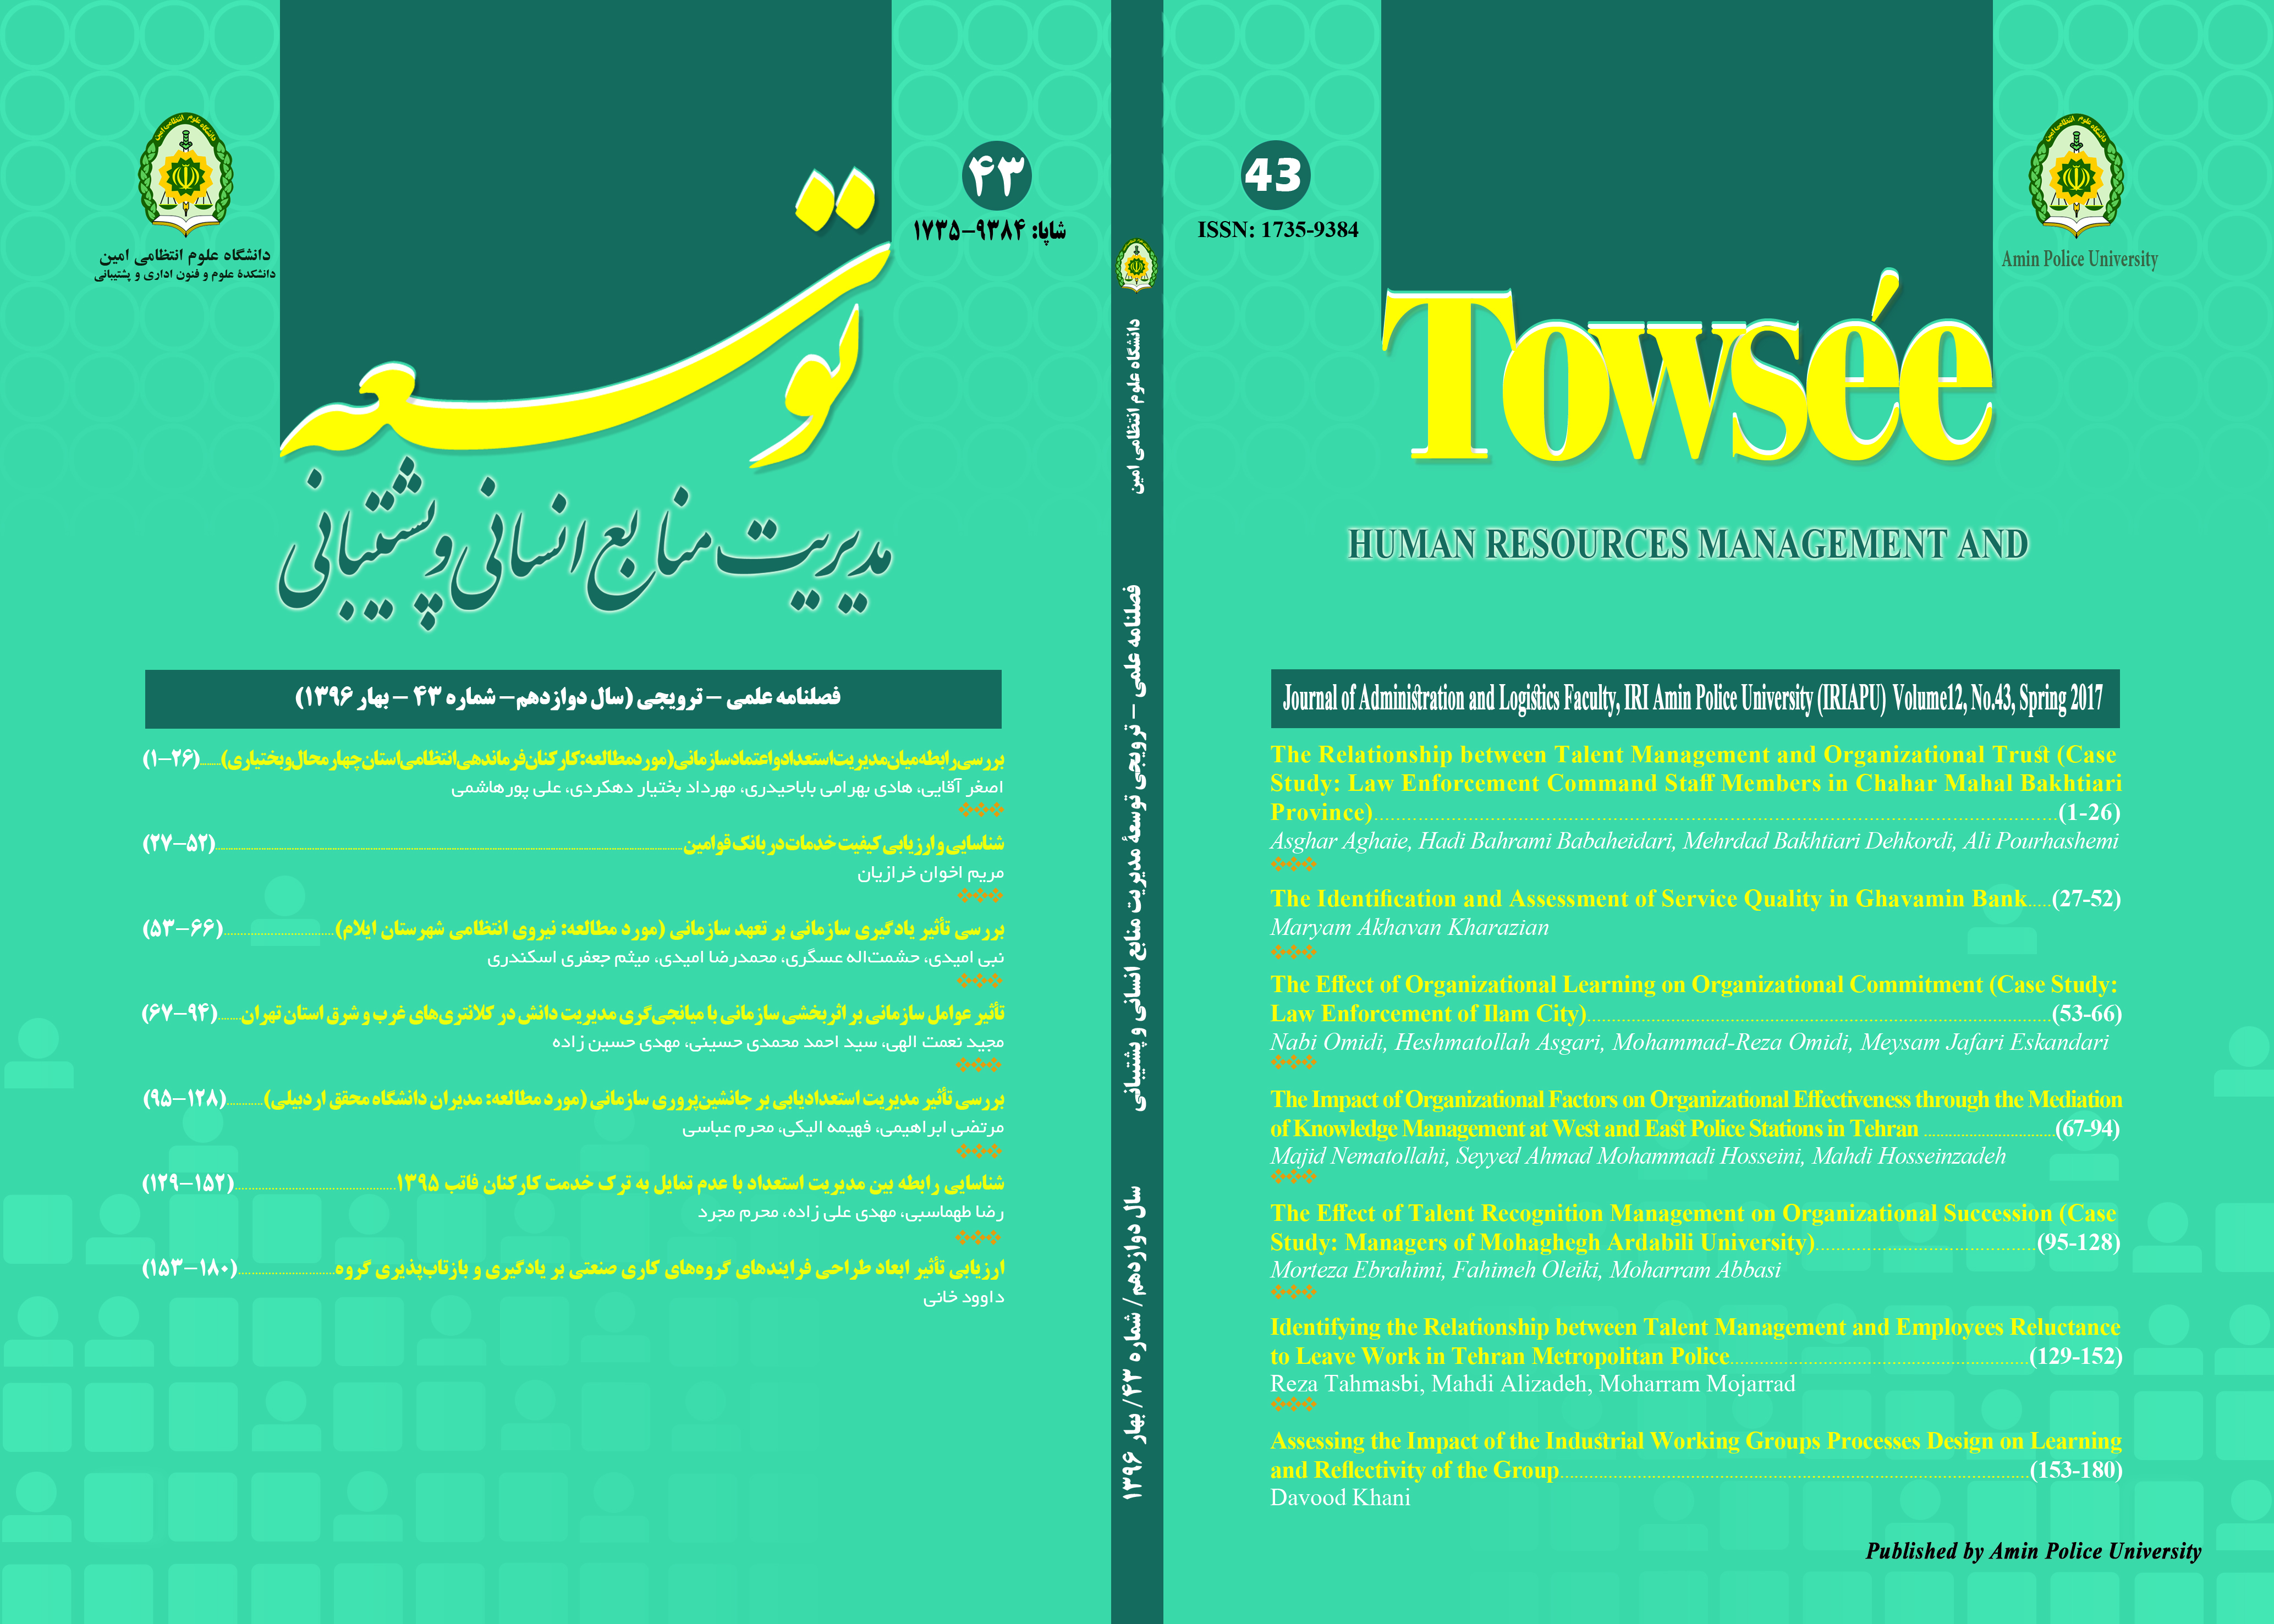 دانشگاه علوم انتظامی امین
دانشکدهٔ علوم و فنون اداری و پشتیبانی
۴۳
شاپا: ۹۳۸۴-۱۷۳۵
توسعه
مدیریت منابع انسانی و پشتیبانی
فصلنامه علمی - ترویجی (سال دوازدهم- شماره ۴۳ - بهار ۱۳۹۶)
بررسی رابطه میان مدیریت استعداد و اعتماد سازمانی (مورد مطالعه: کارکنان فرماندهی انتظامی استان چهارمحال و بختیاری)......(۲۶-۱)
اصغر آقایی، هادی بهرامی باباحیدری، مهرداد بختیار دهکردی، علی پورهاشمی
شناسایی و ارزیابی کیفیت خدمات در بانک قوامین......(۵۲-۲۷)
مریم اخوان خرازیان
بررسی تأثیر یادگیری سازمانی بر تعهد سازمانی (مورد مطالعه: نیروی انتظامی شهرستان ایلام)......(۶۶-۵۳)
نبی امیدی، حشمت‌اله عسگری، محمدرضا امیدی، میثم جعفری اسکندری
تأثیر عوامل سازمانی بر اثربخشی سازمانی با میانجی‌گری مدیریت دانش در کلانتری‌های غرب و شرق استان تهران......(۹۴-۶۷)
مجید نعمت الهی، سید احمد محمدی حسینی، مهدی حسین زاده
بررسی تأثیر مدیریت استعدادیابی بر جانشین‌پروری سازمانی (مورد مطالعه: مدیران دانشگاه محقق اردبیلی)......(۱۲۸-۹۵)
مرتضی ابراهیمی، فهیمه الیکی، محرم عباسی
شناسایی رابطه بین مدیریت استعداد با عدم تمایل به ترک خدمت کارکنان فاتب ۱۳۹۵......(۱۵۲-۱۲۹)
رضا طهماسبی، مهدی علی زاده، محرم مجرد
ارزیابی تأثیر ابعاد طراحی فرایندهای گروه‌های کاری صنعتی بر یادگیری و بازتاب‌پذیری گروه......(۱۸۰-۱۵۳)
داوود خانی
دانشگاه علوم انتظامی امین
فصلنامه علمی - ترویجی توسعهٔ مدیریت منابع انسانی و پشتیبانی
سال دوازدهم/ شماره ۴۳/ بهار ۱۳۹۶
43
ISSN: 1735-9384
Amin Police University
Towsée
HUMAN RESOURCES MANAGEMENT AND
Journal of Administration and Logistics Faculty, IRI Amin Police University (IRIAPU) Volume12, No.43, Spring 2017
The Relationship between Talent Management and Organizational Trust (Case
Study: Law Enforcement Command Staff Members in Chahar Mahal Bakhtiari
Province)......(1-26)
Asghar Aghaie, Hadi Bahrami Babaheidari, Mehrdad Bakhtiari Dehkordi, Ali Pourhashemi
The Identification and Assessment of Service Quality in Ghavamin Bank.....(27-52)
Maryam Akhavan Kharazian
The Effect of Organizational Learning on Organizational Commitment (Case Study:
Law Enforcement of Ilam City)......(53-66)
Nabi Omidi, Heshmatollah Asgari, Mohammad-Reza Omidi, Meysam Jafari Eskandari
The Impact of Organizational Factors on Organizational Effectiveness through the Mediation
of Knowledge Management at West and East Police Stations in Tehran ......(67-94)
Majid Nematollahi, Seyyed Ahmad Mohammadi Hosseini, Mahdi Hosseinzadeh
The Effect of Talent Recognition Management on Organizational Succession (Case
Study: Managers of Mohaghegh Ardabili University)......(95-128)
Morteza Ebrahimi, Fahimeh Oleiki, Moharram Abbasi
Identifying the Relationship between Talent Management and Employees Reluctance
to Leave Work in Tehran Metropolitan Police......(129-152)
Reza Tahmasbi, Mahdi Alizadeh, Moharram Mojarrad
Assessing the Impact of the Industrial Working Groups Processes Design on Learning
and Reflectivity of the Group......(153-180)
Davood Khani
Published by Amin Police University